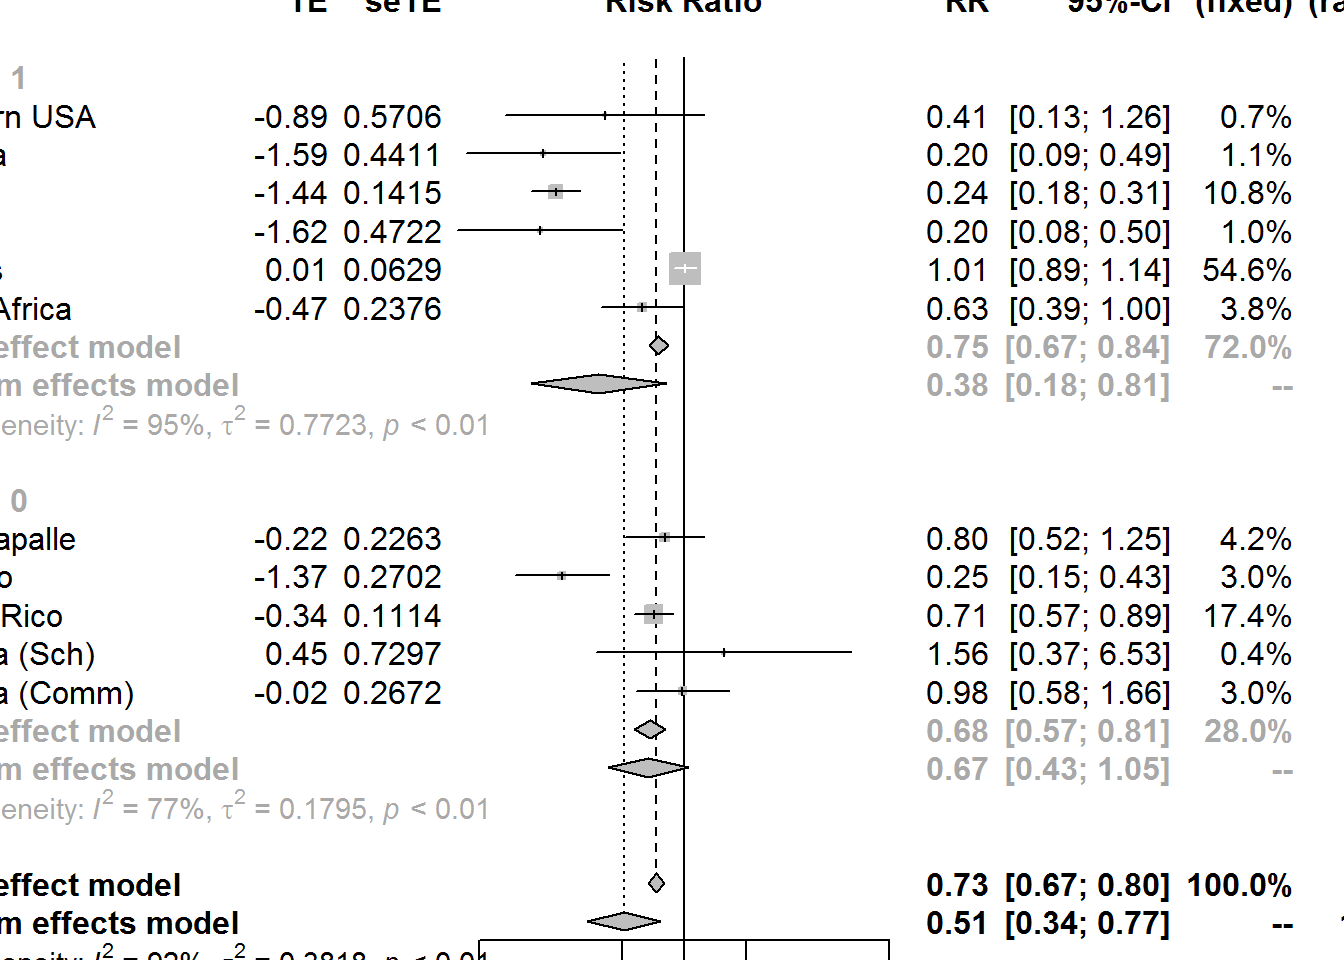 TE seTE Risk Ratio RR 95%-CI (fixed) (ra
1
rn USA -0.89 0.5706 0.41 [0.13; 1.26] 0.7%
a -1.59 0.4411 0.20 [0.09; 0.49] 1.1%
-1.44 0.1415 0.24 [0.18; 0.31] 10.8%
-1.62 0.4722 0.20 [0.08; 0.50] 1.0%
s 0.01 0.0629 1.01 [0.89; 1.14] 54.6%
Africa -0.47 0.2376 0.63 [0.39; 1.00] 3.8%
effect model 0.75 [0.67; 0.84] 72.0%
m effects model 0.38 [0.18; 0.81] --
eneity: I² = 95%, τ² = 0.7723, p < 0.01
0
apalle -0.22 0.2263 0.80 [0.52; 1.25] 4.2%
o -1.37 0.2702 0.25 [0.15; 0.43] 3.0%
Rico -0.34 0.1114 0.71 [0.57; 0.89] 17.4%
a (Sch) 0.45 0.7297 1.56 [0.37; 6.53] 0.4%
a (Comm) -0.02 0.2672 0.98 [0.58; 1.66] 3.0%
effect model 0.68 [0.57; 0.81] 28.0%
m effects model 0.67 [0.43; 1.05] --
eneity: I² = 77%, τ² = 0.1795, p < 0.01
effect model 0.73 [0.67; 0.80] 100.0%
m effects model 0.51 [0.34; 0.77] --
eneity: I² = 92%, τ² = 0.3818, p < 0.01